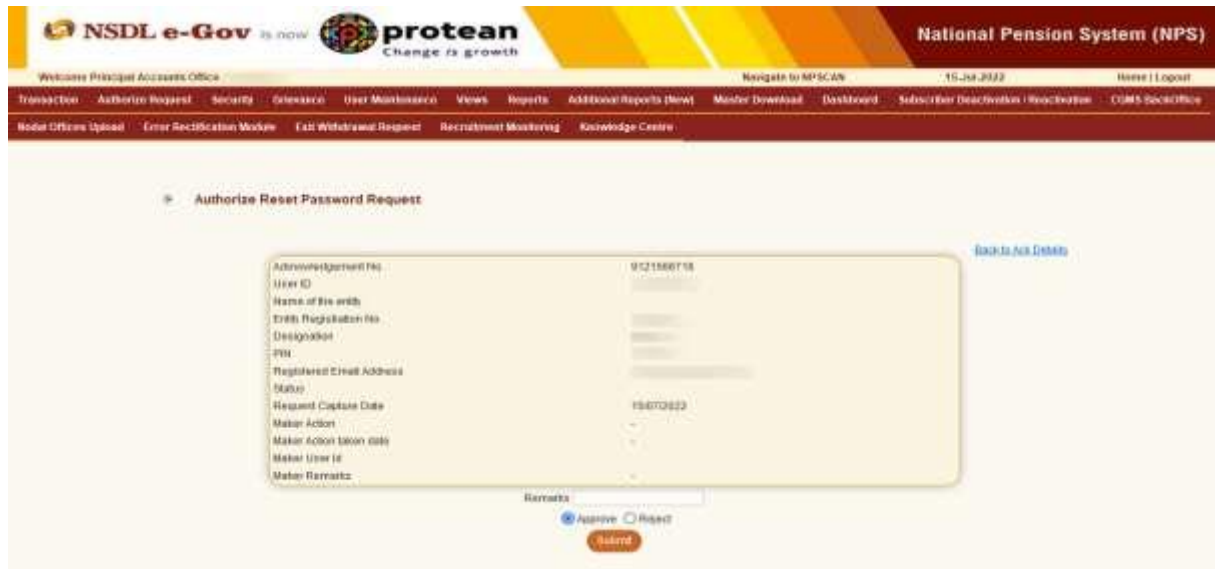 NSDL e-Gov is now protean
Change is growth
National Pension System (NPS)
Welcome Principal Accounts Office Navigate to NPSCAN 15-Jul-2022 Home | Logout
Transaction Authorize Request Security Grievance User Maintenance Views Reports Additional Reports (New) Master Download Dashboard Subscriber Deactivation / Reactivation CGMS BackOffice
Nodal Offices Upload Error Rectification Module Exit Withdrawal Request Recruitment Monitoring Knowledge Centre
Authorize Reset Password Request
Back to Ack Details
Acknowledgement No. 9121566718
User ID
Name of the entity
Entity Registration No
Designation
PIN
Registered Email Address
Status
Request Capture Date 15/07/2022
Maker Action -
Maker Action taken date -
Maker User Id
Maker Remarks -
Remarks
Approve Reject
Submit